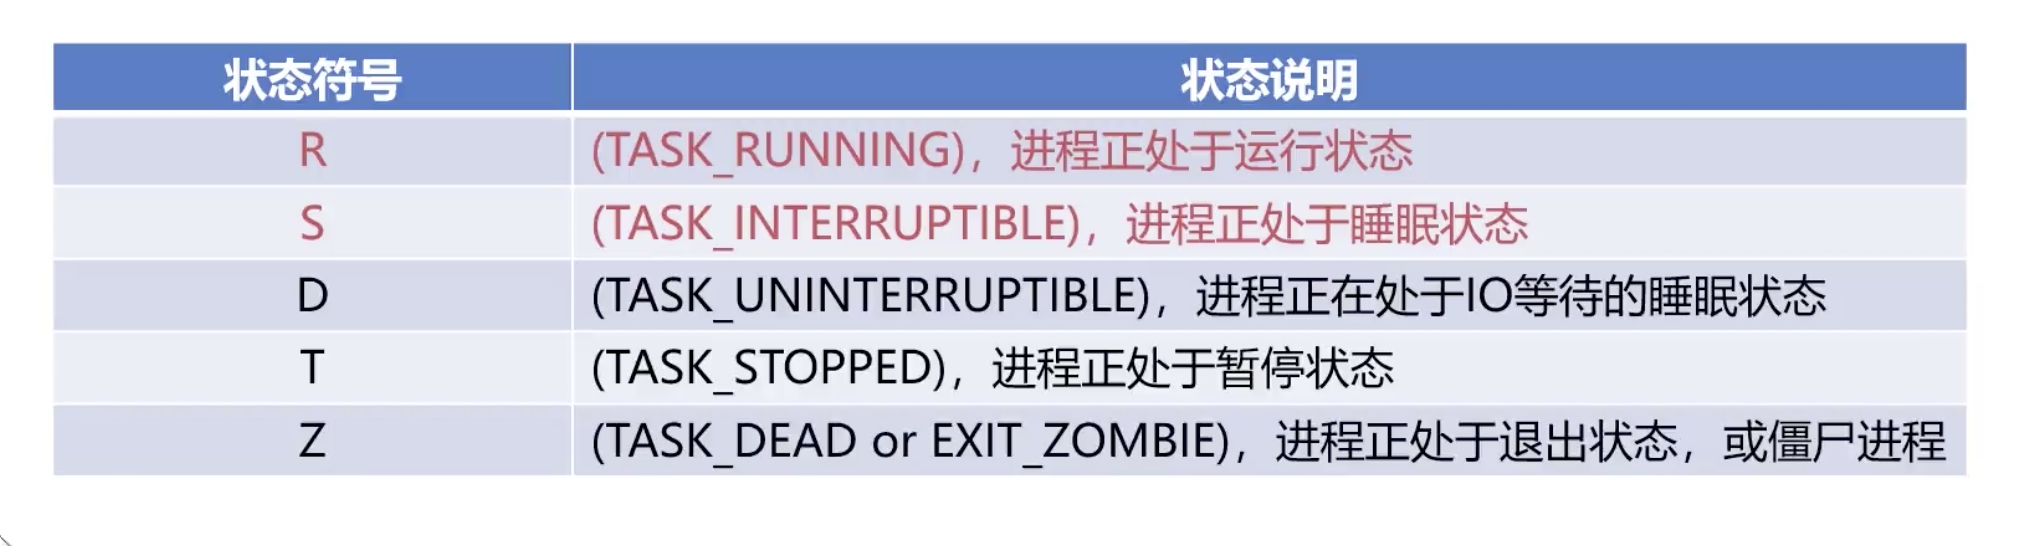 状态符号 状态说明
R (TASK_RUNNING)，进程正处于运行状态
S (TASK_INTERRUPTIBLE)，进程正处于睡眠状态
D (TASK_UNINTERRUPTIBLE)，进程正在处于IO等待的睡眠状态
T (TASK_STOPPED)，进程正处于暂停状态
Z (TASK_DEAD or EXIT_ZOMBIE)，进程正处于退出状态，或僵尸进程